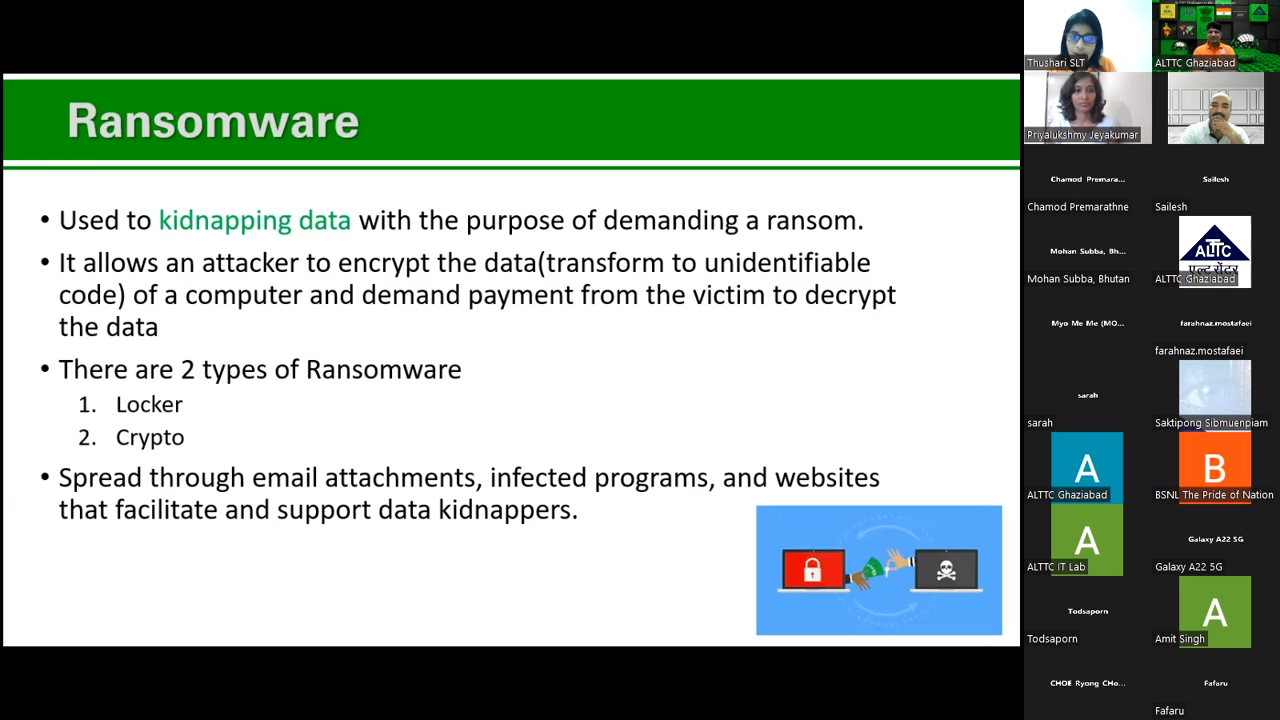 Ransomware
• Used to kidnapping data with the purpose of demanding a ransom.
• It allows an attacker to encrypt the data(transform to unidentifiable
code) of a computer and demand payment from the victim to decrypt
the data
• There are 2 types of Ransomware
1. Locker
2. Crypto
• Spread through email attachments, infected programs, and websites
that facilitate and support data kidnappers.
Thushari SLT
ALTTC Ghaziabad
Priyalukshmy Jeyakumar
Chamod Premara...
Sailesh
Chamod Premarathne
Sailesh
Mohan Subba, Bh...
ALTTC
Mohan Subba, Bhutan
ALTTC Ghaziabad
Myo Me Me (MO...
farahnaz.mostafaei
farahnaz.mostafaei
sarah
sarah
Saktipong Sibmuenpiam
A
B
ALTTC Ghaziabad
BSNL The Pride of Nation
A
Galaxy A22 5G
ALTTC IT Lab
Galaxy A22 5G
Todsaporn
A
Todsaporn
Amit Singh
CHOE Ryong CHo...
Fafaru
Fafaru